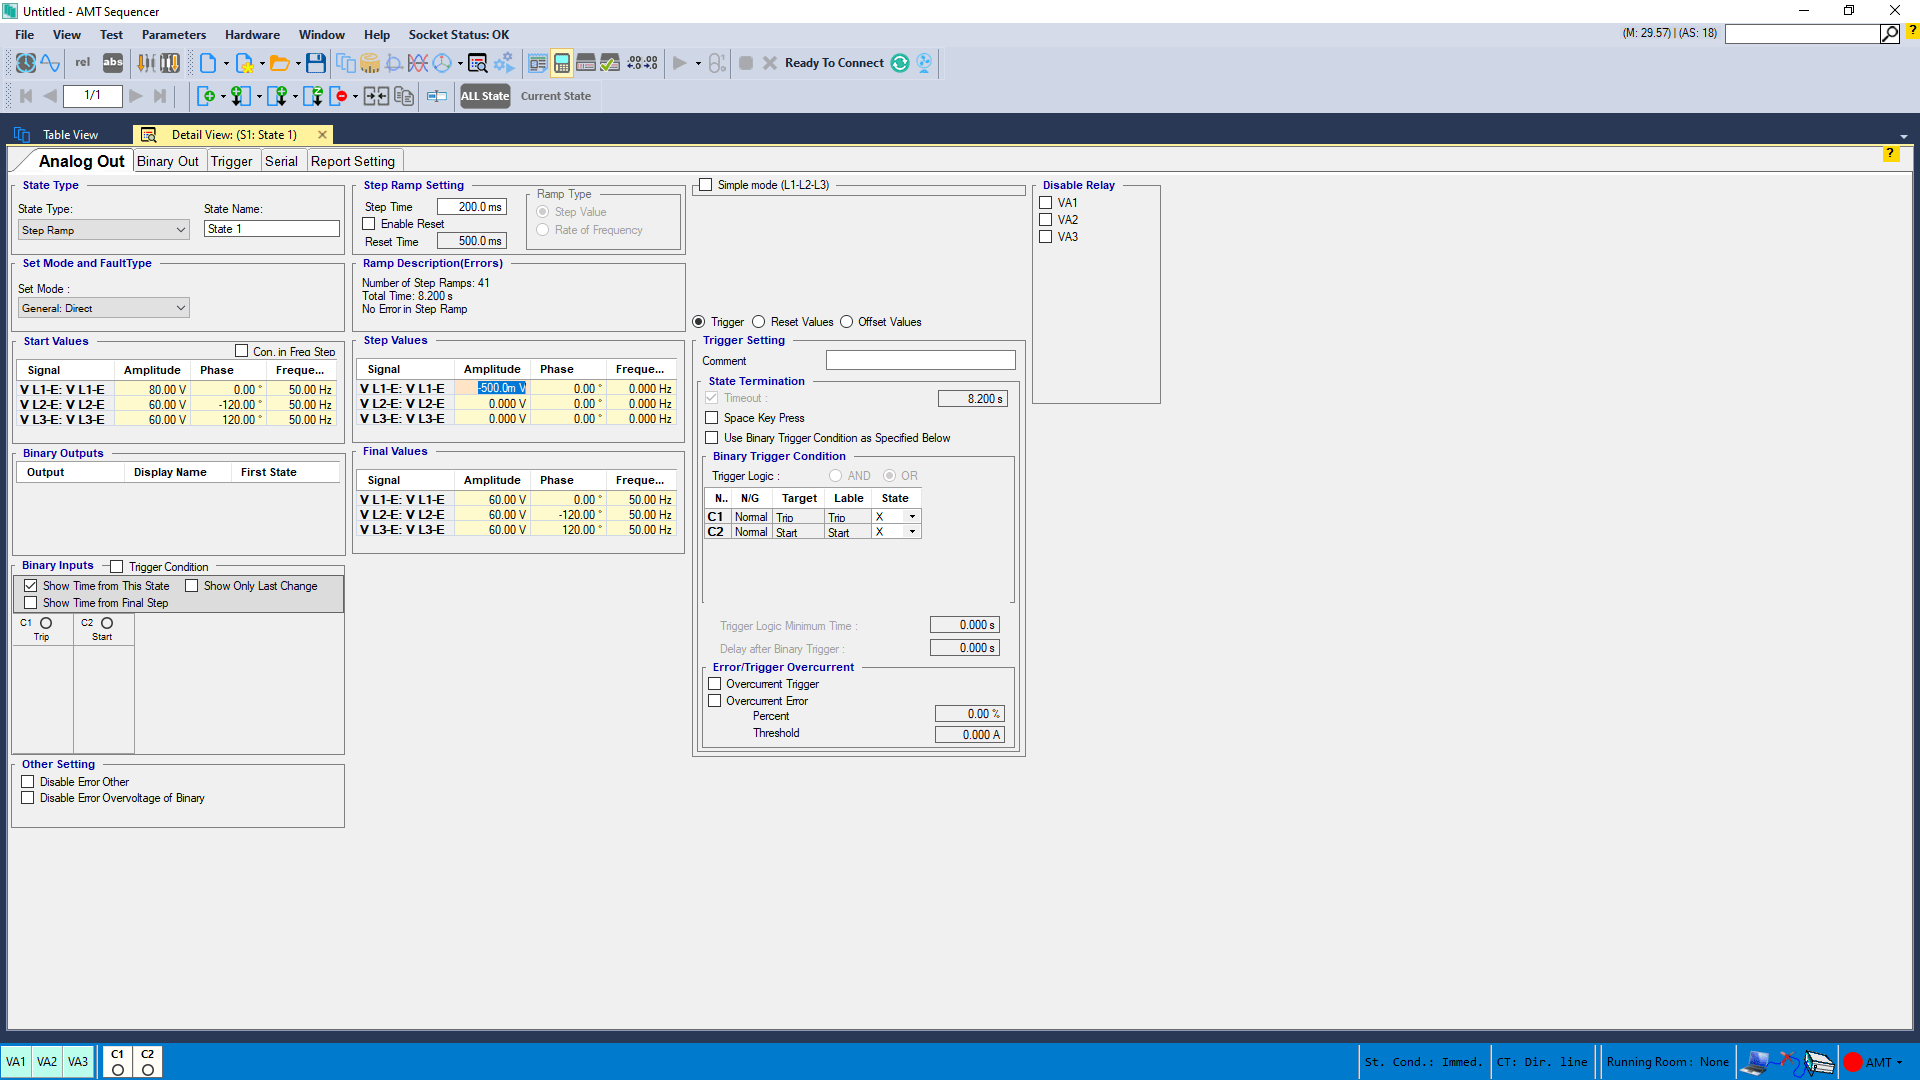 Untitled - AMT Sequencer
File View Test Parameters Hardware Window Help Socket Status: OK
(M: 29.57) | (AS: 18)
?
rel abs Ready To Connect
1/1 ALL State Current State
Table View Detail View: (S1: State 1)
Analog Out Binary Out Trigger Serial Report Setting
?
State Type
State Type: State Name:
Step Ramp State 1
Set Mode and FaultType
Set Mode :
General: Direct
Start Values
Con. in Freq Step
Signal Amplitude Phase Freque...
V L1-E: V L1-E 80.00 V 0.00 ° 50.00 Hz
V L2-E: V L2-E 60.00 V -120.00 ° 50.00 Hz
V L3-E: V L3-E 60.00 V 120.00 ° 50.00 Hz
Binary Outputs
Output Display Name First State
Binary Inputs Trigger Condition
Show Time from This State Show Only Last Change
Show Time from Final Step
C1 C2
Trip Start
Other Setting
Disable Error Other
Disable Error Overvoltage of Binary
Step Ramp Setting
Step Time 200.0 ms
Enable Reset
Reset Time 500.0 ms
Ramp Type
Step Value
Rate of Frequency
Ramp Description(Errors)
Number of Step Ramps: 41
Total Time: 8.200 s
No Error in Step Ramp
Step Values
Signal Amplitude Phase Freque...
V L1-E: V L1-E -500.0m V 0.00 ° 0.000 Hz
V L2-E: V L2-E 0.000 V 0.00 ° 0.000 Hz
V L3-E: V L3-E 0.000 V 0.00 ° 0.000 Hz
Final Values
Signal Amplitude Phase Freque...
V L1-E: V L1-E 60.00 V 0.00 ° 50.00 Hz
V L2-E: V L2-E 60.00 V -120.00 ° 50.00 Hz
V L3-E: V L3-E 60.00 V 120.00 ° 50.00 Hz
Simple mode (L1-L2-L3)
Trigger Reset Values Offset Values
Trigger Setting
Comment
State Termination
Timeout : 8.200 s
Space Key Press
Use Binary Trigger Condition as Specified Below
Binary Trigger Condition
Trigger Logic : AND OR
N.. N/G Target Lable State
C1 Normal Trip Trip X
C2 Normal Start Start X
Trigger Logic Minimum Time : 0.000 s
Delay after Binary Trigger : 0.000 s
Error/Trigger Overcurrent
Overcurrent Trigger
Overcurrent Error
Percent 0.00 %
Threshold 0.000 A
Disable Relay
VA1
VA2
VA3
VA1 VA2 VA3 C1 C2
St. Cond.: Immed. CT: Dir. line Running Room: None AMT